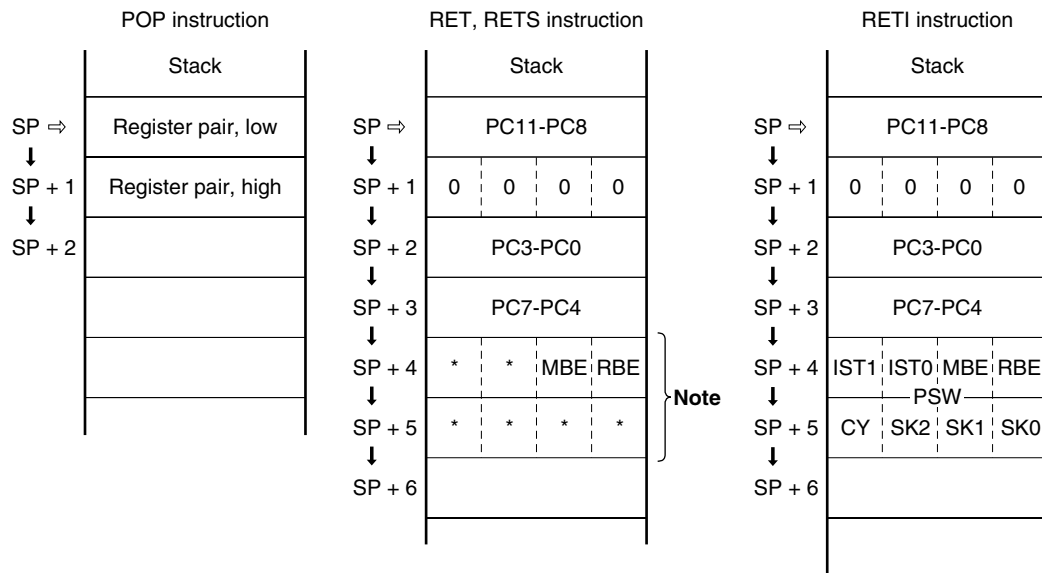 POP instruction
Stack
SP ⇨ Register pair, low
SP + 1 Register pair, high
SP + 2
RET, RETS instruction
Stack
SP ⇨ PC11-PC8
SP + 1 0 0 0 0
SP + 2 PC3-PC0
SP + 3 PC7-PC4
SP + 4 * * MBE RBE
Note
SP + 5 * * * *
SP + 6
RETI instruction
Stack
SP ⇨ PC11-PC8
SP + 1 0 0 0 0
SP + 2 PC3-PC0
SP + 3 PC7-PC4
SP + 4 IST1 IST0 MBE RBE
PSW
SP + 5 CY SK2 SK1 SK0
SP + 6